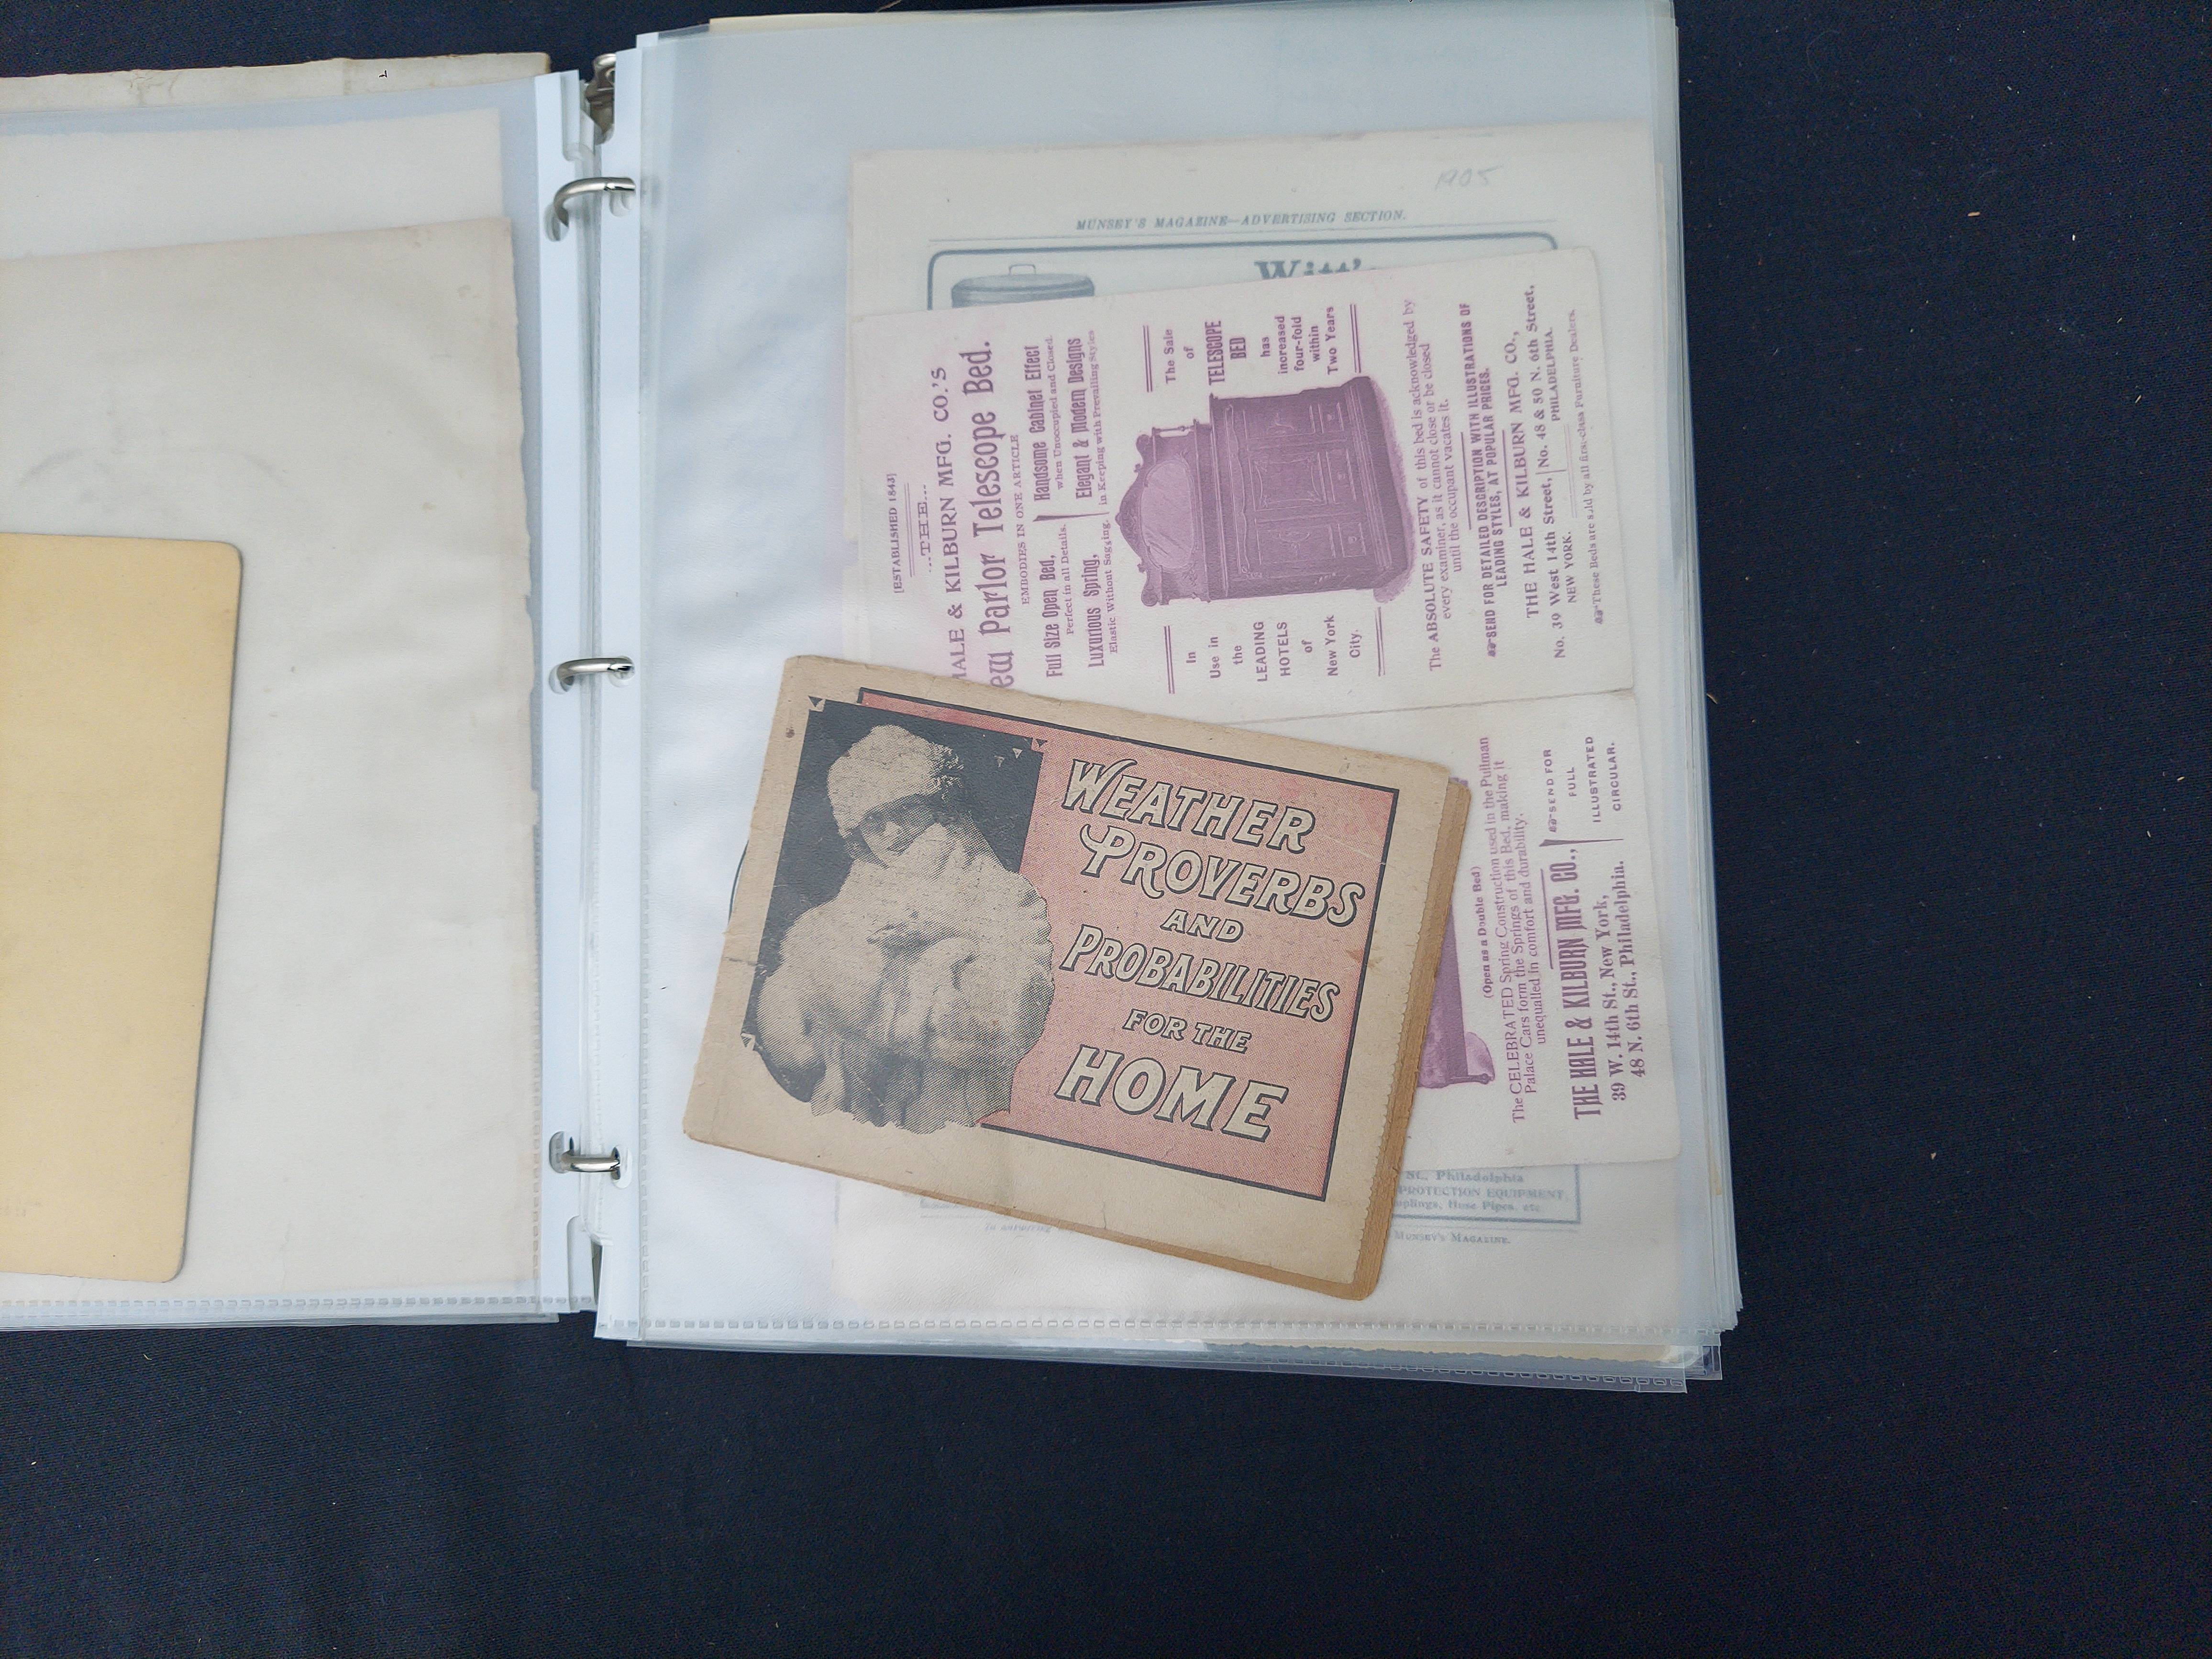 1905
MUNSEY'S MAGAZINE—ADVERTISING SECTION.
Witt's
[ESTABLISHED 1843]
...THE...
HALE & KILBURN MFG. CO.'S
ew Parlor Telescope Bed.
EMBODIES IN ONE ARTICLE
Full Size Open Bed,
Perfect in all Details.
Luxurious Spring,
Elastic Without Sagging.
Handsome Cabinet Effect
when Unoccupied and Closed.
Elegant & Modern Designs
in Keeping with Prevailing Styles
In
Use in
the
LEADING
HOTELS
of
New York
City.
The Sale
of
TELESCOPE
BED
has
increased
four-fold
within
Two Years
The ABSOLUTE SAFETY of this bed is acknowledged by
every examiner, as it cannot close or be closed
until the occupant vacates it.
SEND FOR DETAILED DESCRIPTION WITH ILLUSTRATIONS OF
LEADING STYLES, AT POPULAR PRICES.
THE HALE & KILBURN MFG. CO.,
No. 39 West 14th Street,
NEW YORK.
No. 48 & 50 N. 6th Street,
PHILADELPHIA.
These Beds are sold by all first-class Furniture Dealers.
WEATHER
PROVERBS
AND
PROBABILITIES
FOR THE
HOME
(Open as a Double Bed)
The CELEBRATED Spring Construction used in the Pullman
Palace Cars form the Springs of this Bed, making it
unequalled in comfort and durability.
THE HALE & KILBURN MFG. CO.,
39 W. 14th St., New York,
48 N. 6th St., Philadelphia.
SEND FOR
FULL
ILLUSTRATED
CIRCULAR.
St., Philadelphia
PROTECTION EQUIPMENT
plings, Hose Pipes, etc.
In
MUNSEY'S MAGAZINE.